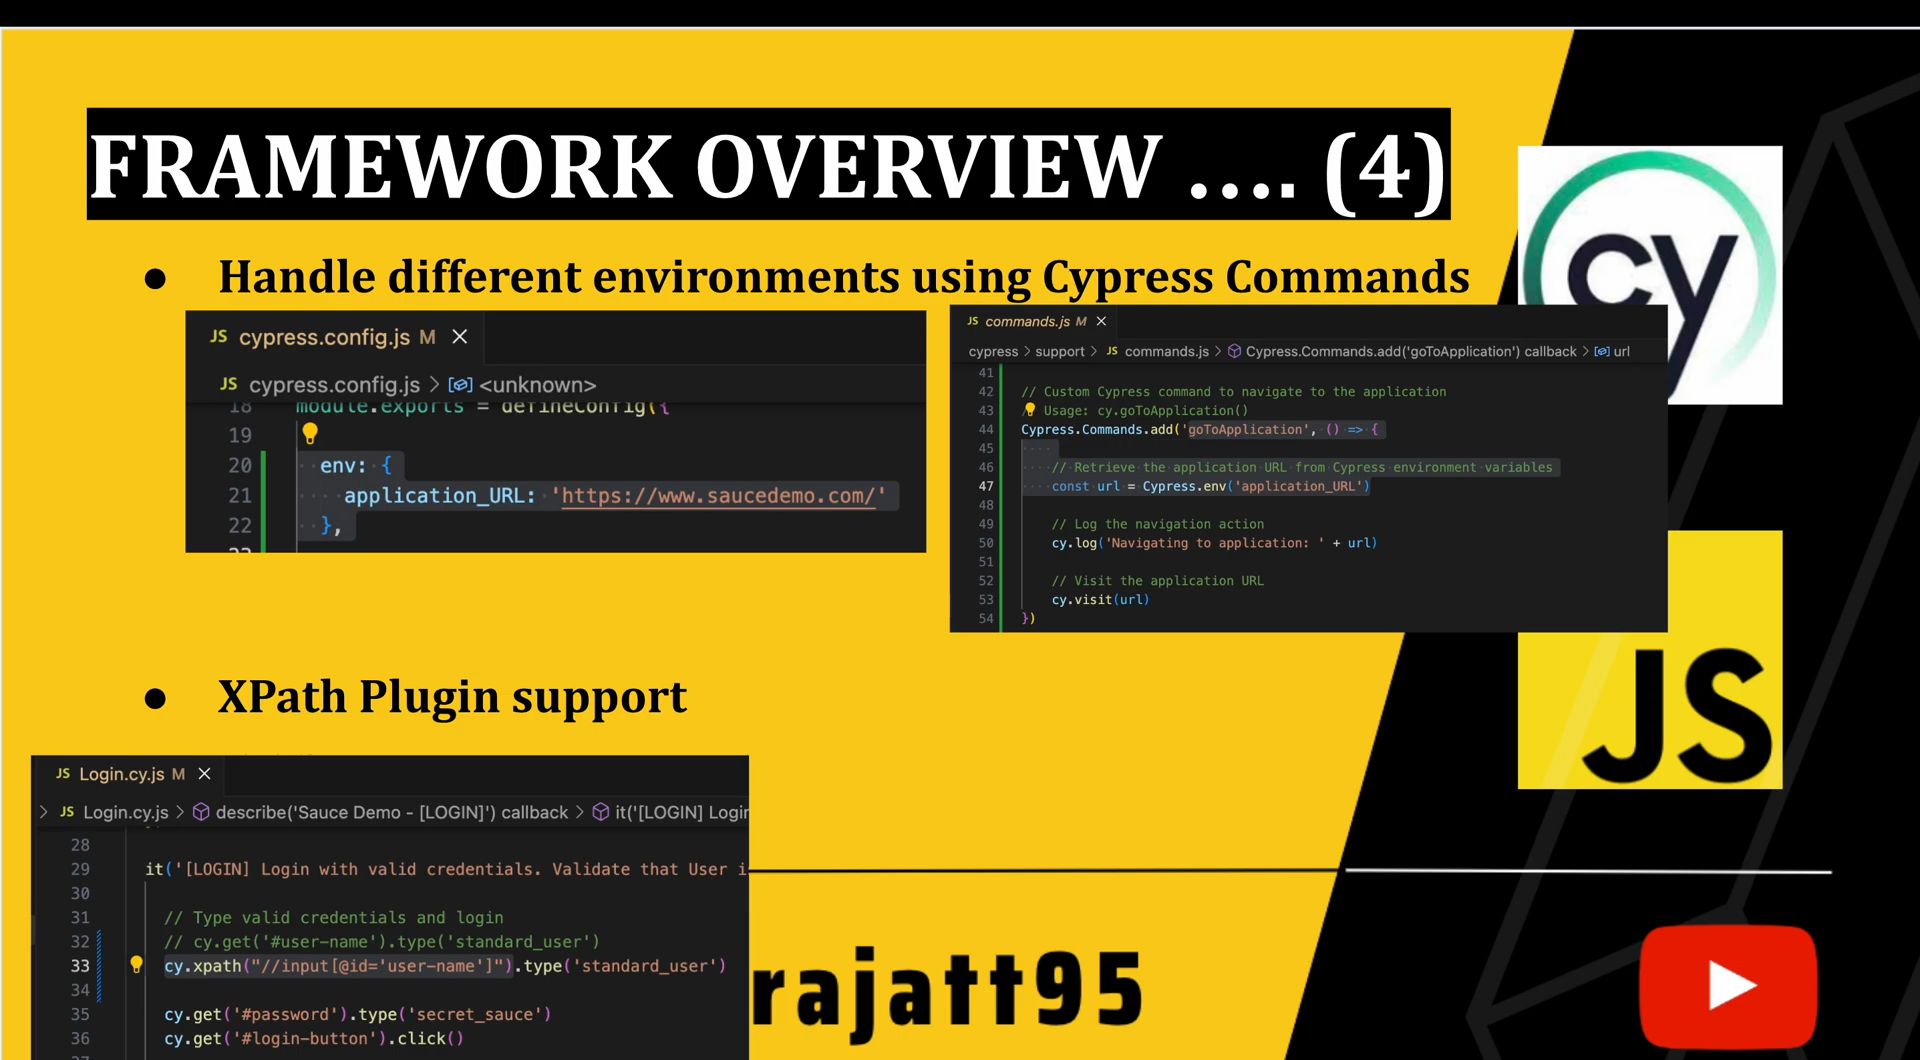 FRAMEWORK OVERVIEW .... (4)
● Handle different environments using Cypress Commands
JS cypress.config.js M ×
JS cypress.config.js > <unknown>
18 module.exports = defineConfig({
19
20 env: {
21 application_URL: 'https://www.saucedemo.com/'
22 },
JS commands.js M ×
cypress > support > JS commands.js > Cypress.Commands.add('goToApplication') callback > url
41
42 // Custom Cypress command to navigate to the application
43 Usage: cy.goToApplication()
44 Cypress.Commands.add('goToApplication', () => {
45
46 // Retrieve the application URL from Cypress environment variables
47 const url = Cypress.env('application_URL')
48
49 // Log the navigation action
50 cy.log('Navigating to application: ' + url)
51
52 // Visit the application URL
53 cy.visit(url)
54 })
cy
JS
● XPath Plugin support
JS Login.cy.js M ×
> JS Login.cy.js > describe('Sauce Demo - [LOGIN]') callback > it('[LOGIN] Login
28
29 it('[LOGIN] Login with valid credentials. Validate that User i
30
31 // Type valid credentials and login
32 // cy.get('#user-name').type('standard_user')
33 cy.xpath("//input[@id='user-name']").type('standard_user')
34
35 cy.get('#password').type('secret_sauce')
36 cy.get('#login-button').click()
rajatt95